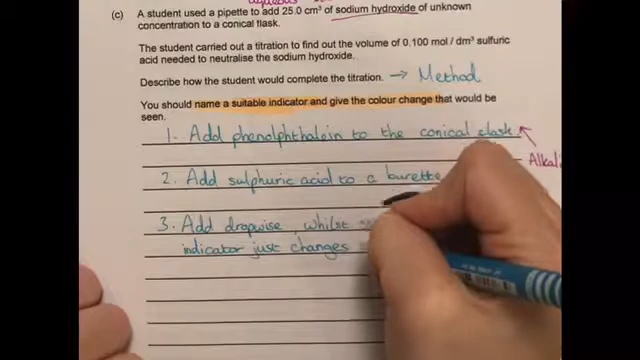 aqueous
(c) A student used a pipette to add 25.0 cm³ of sodium hydroxide of unknown
concentration to a conical flask.
The student carried out a titration to find out the volume of 0.100 mol / dm³ sulfuric
acid needed to neutralise the sodium hydroxide.
Describe how the student would complete the titration. → Method
You should name a suitable indicator and give the colour change that would be
seen.
1. Add phenolphthalein to the conical flask
Alkali
2. Add sulphuric acid to a burette
3. Add dropwise, whilst
indicator just changes